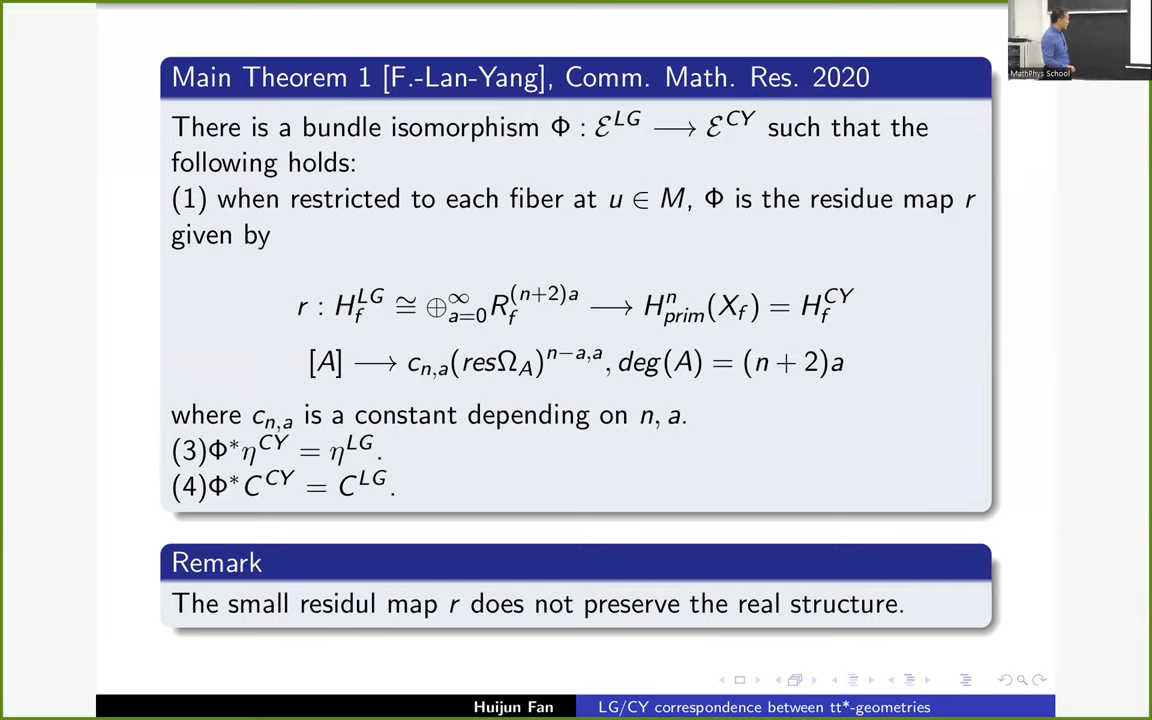 Main Theorem 1 [F.-Lan-Yang], Comm. Math. Res. 2020
There is a bundle isomorphism Φ : ℰ^{LG} ⟶ ℰ^{CY} such that the
following holds:
(1) when restricted to each fiber at u ∈ M, Φ is the residue map r
given by
r : H_f^{LG} ≅ ⊕_{a=0}^{∞} R_f^{(n+2)a} ⟶ H_{prim}^n(X_f) = H_f^{CY}
[A] ⟶ c_{n,a}(resΩ_A)^{n−a,a}, deg(A) = (n + 2)a
where c_{n,a} is a constant depending on n, a.
(3)Φ*η^{CY} = η^{LG}.
(4)Φ*C^{CY} = C^{LG}.
Remark
The small residul map r does not preserve the real structure.
Huijun Fan LG/CY correspondence between tt*-geometries
MathPhys School